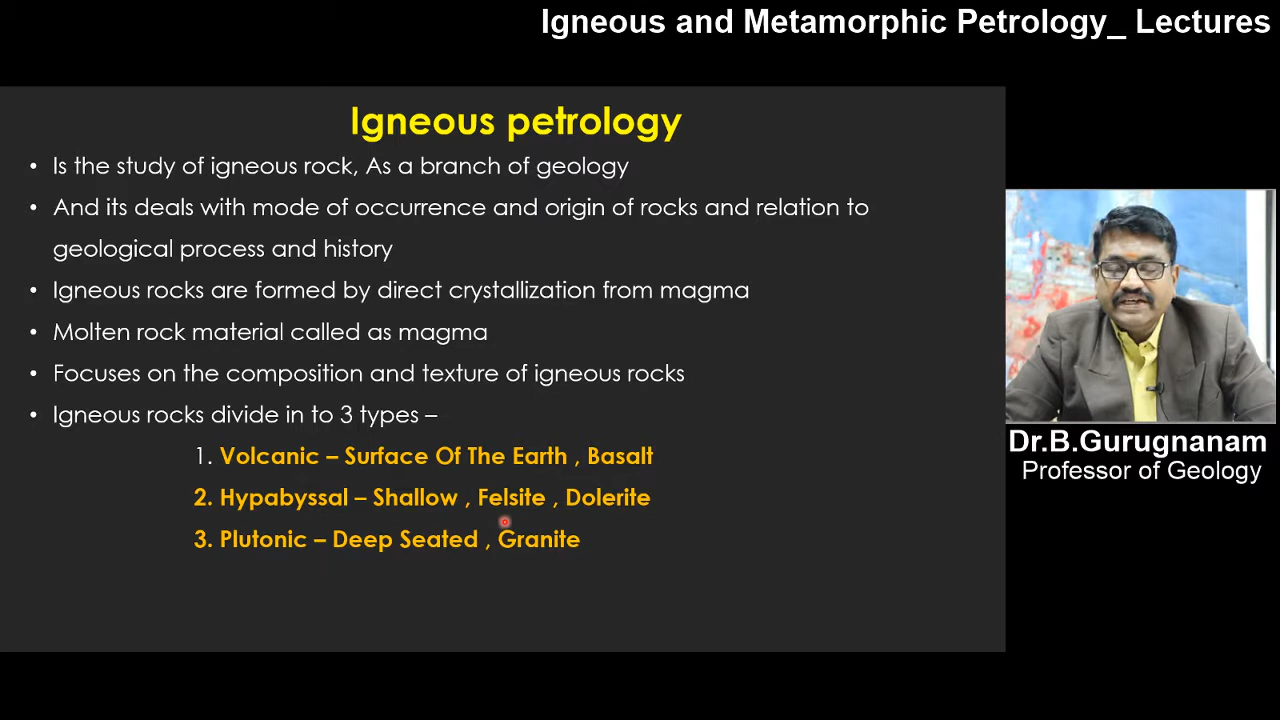 Igneous and Metamorphic Petrology_ Lectures
Igneous petrology
• Is the study of igneous rock, As a branch of geology
• And its deals with mode of occurrence and origin of rocks and relation to
geological process and history
• Igneous rocks are formed by direct crystallization from magma
• Molten rock material called as magma
• Focuses on the composition and texture of igneous rocks
• Igneous rocks divide in to 3 types –
1. Volcanic – Surface Of The Earth , Basalt
2. Hypabyssal – Shallow , Felsite , Dolerite
3. Plutonic – Deep Seated , Granite
Dr.B.Gurugnanam
Professor of Geology